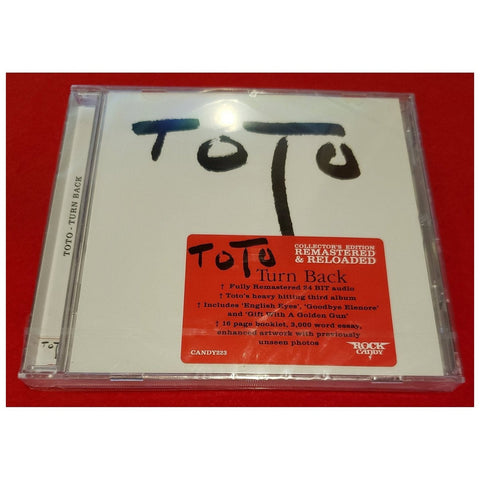 TOTO
TOTO - TURN BACK
TOTO
TOTO
COLLECTOR'S EDITION
REMASTERED
& RELOADED
Turn Back
↑ Fully Remastered 24 BIT audio
↑ Toto's heavy hitting third album
↑ Includes 'English Eyes', 'Goodbye Elenore'
and 'Gift With A Golden Gun'
↑ 16 page booklet, 3,000 word essay,
enhanced artwork with previously
unseen photos
CANDY223
ROCK
CANDY